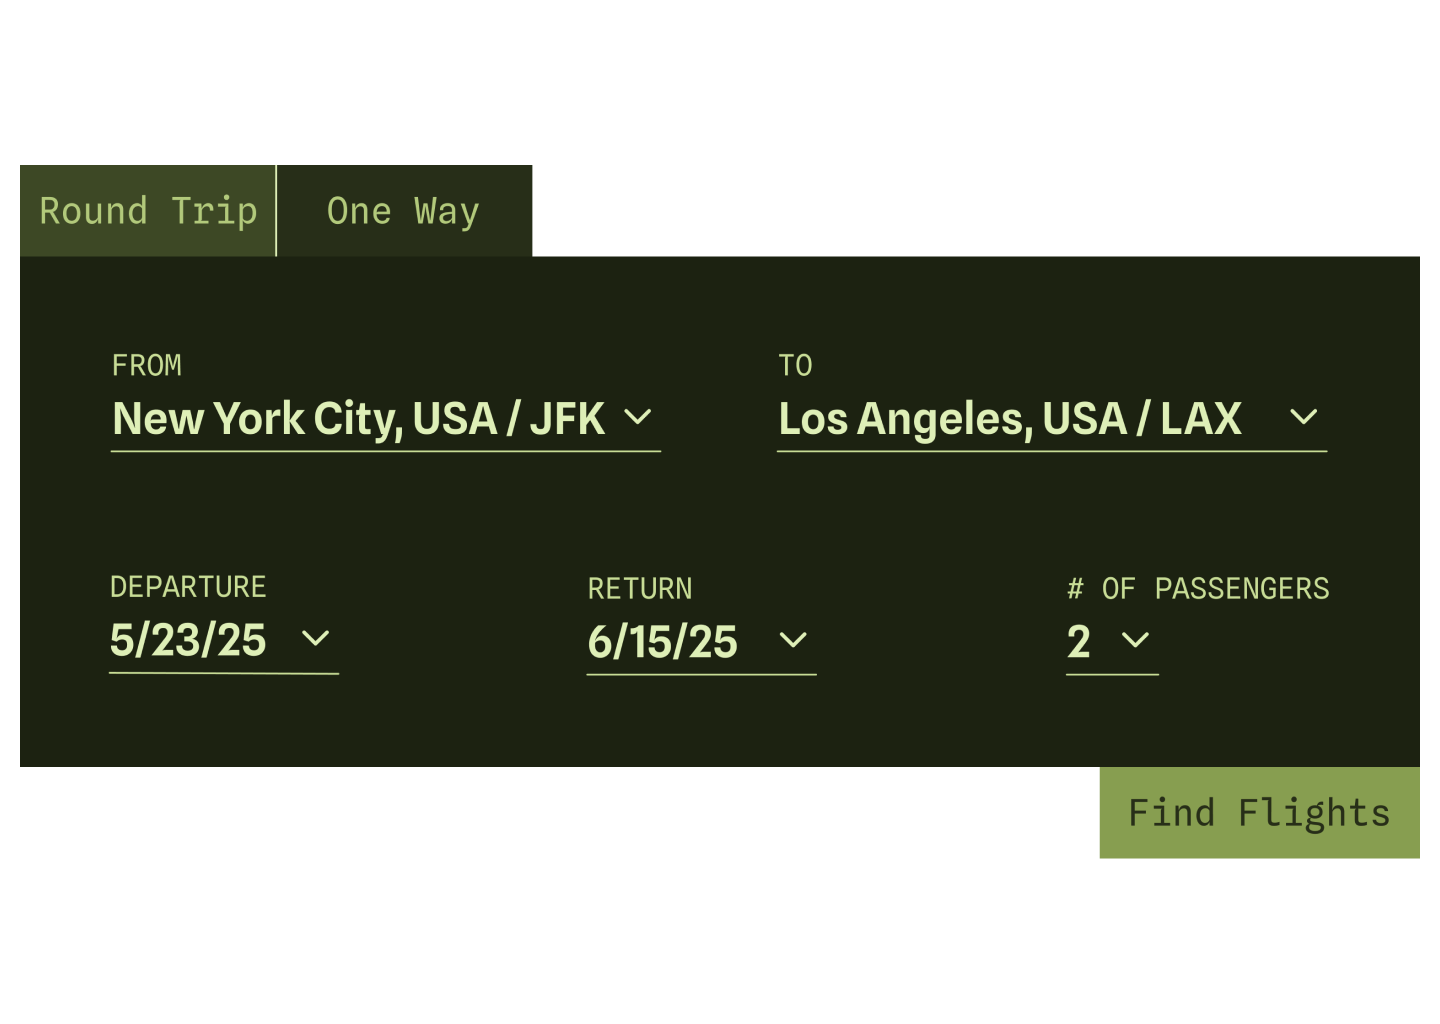 Round Trip
One Way
FROM
New York City, USA / JFK
TO
Los Angeles, USA / LAX
DEPARTURE
5/23/25
RETURN
6/15/25
# OF PASSENGERS
2
Find Flights